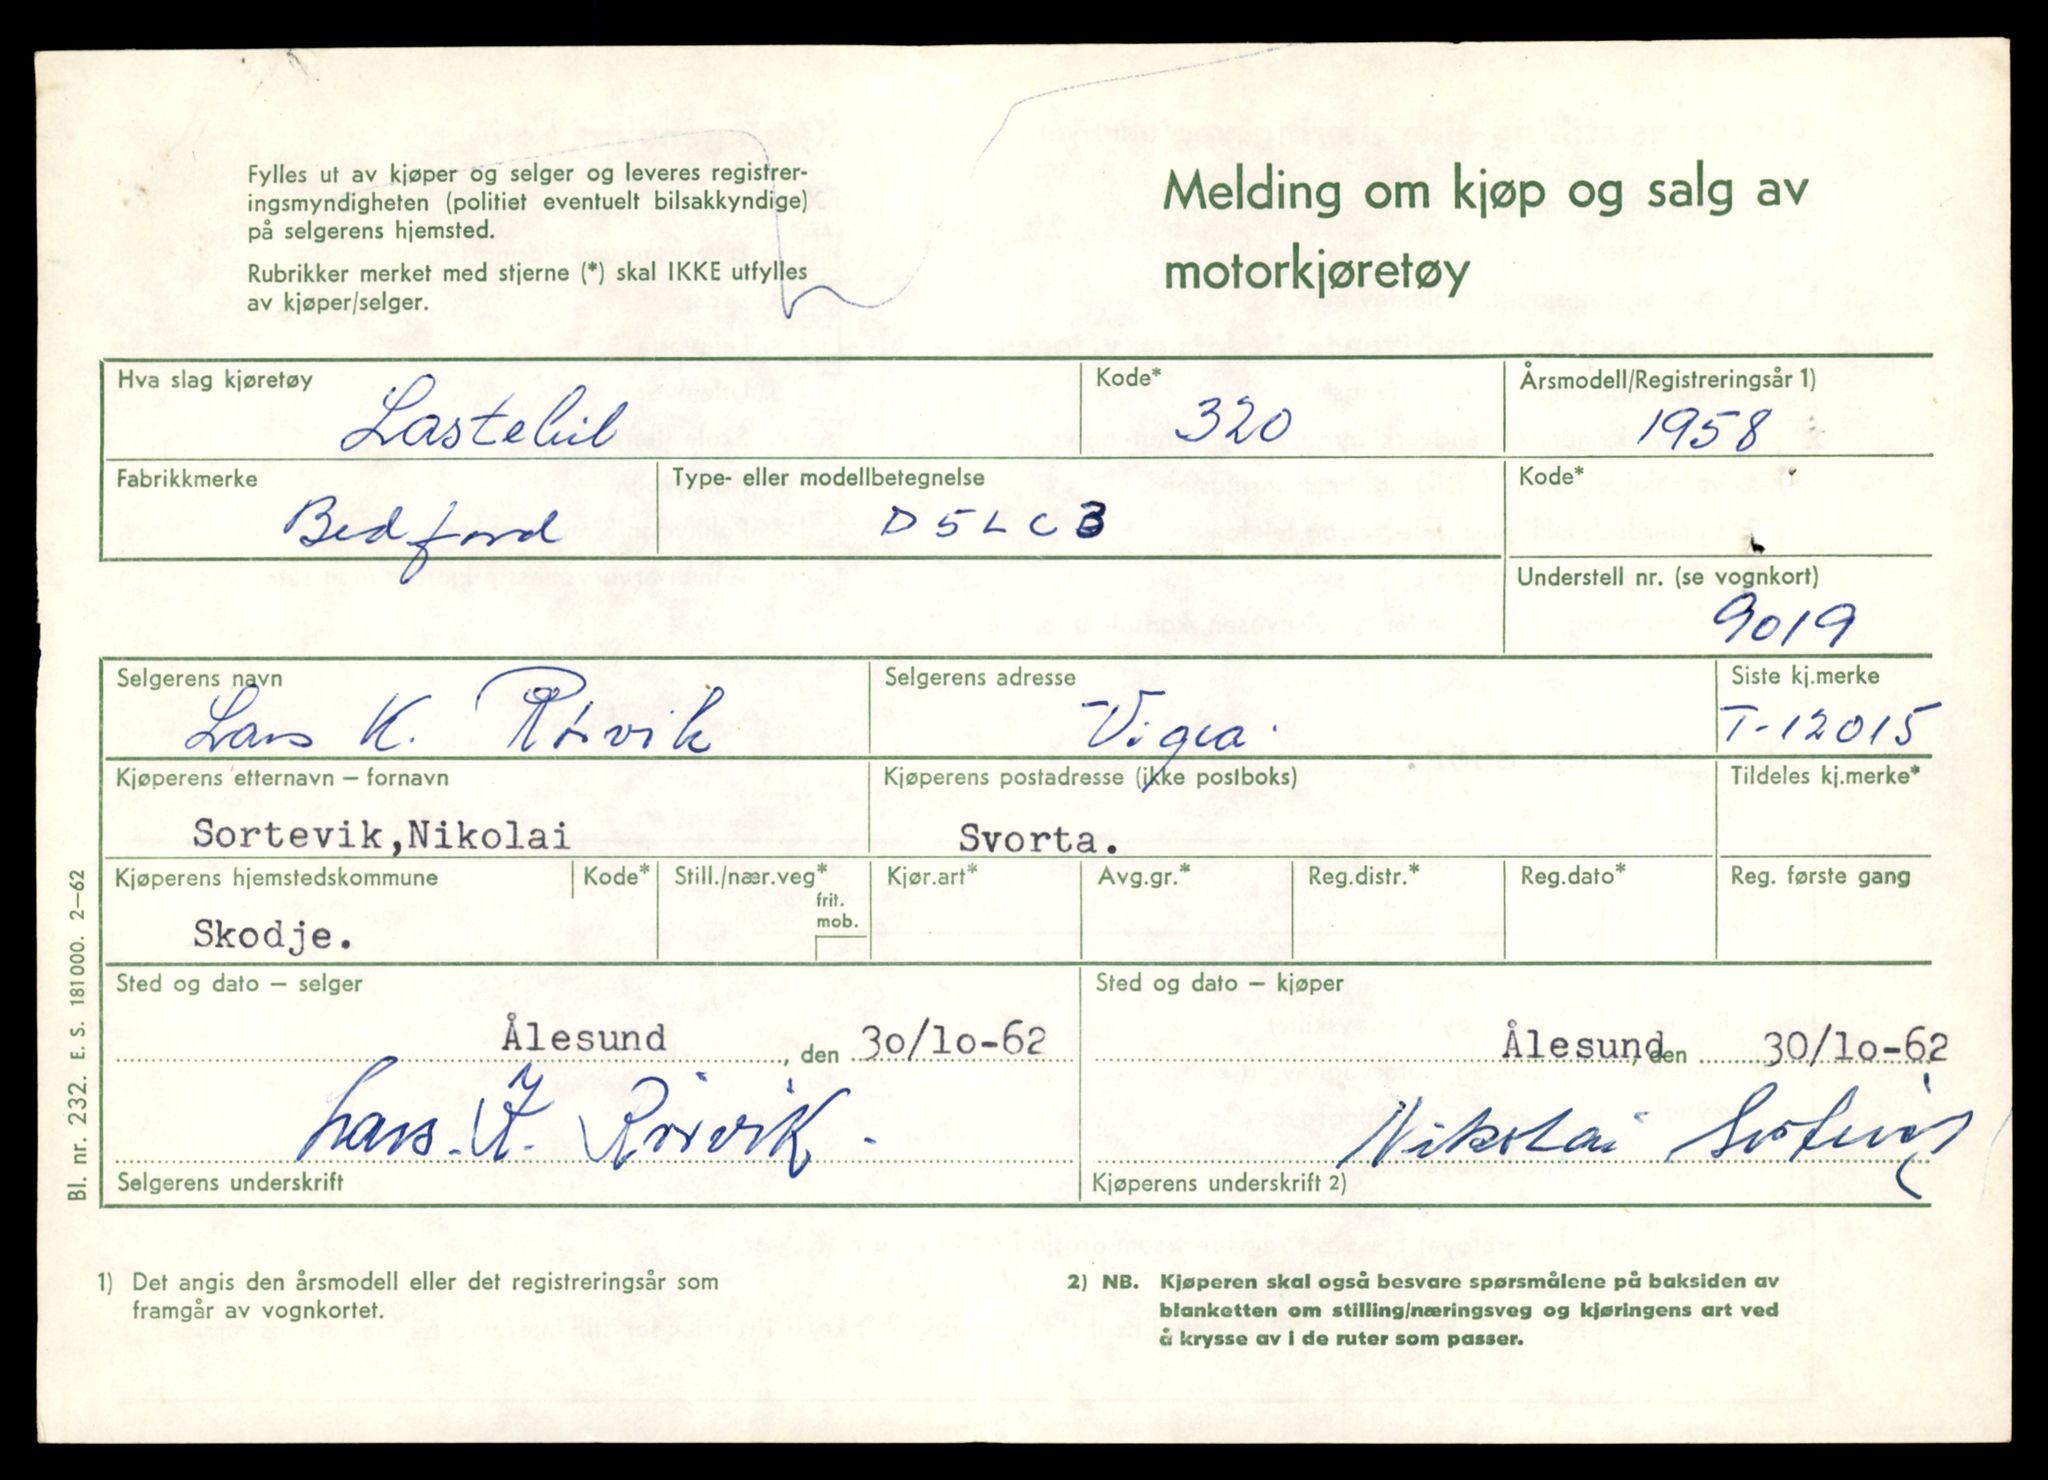 Fylles ut av kjøper og selger og leveres registrer-
ingsmyndigheten (politiet eventuelt bilsakkyndige)
på selgerens hjemsted.
Rubrikker merket med stjerne (*) skal IKKE utfylles
av kjøper/selger.
Melding om kjøp og salg av
motorkjøretøy
Hva slag kjøretøy Kode* Årsmodell/Registreringsår 1)
Lastebil 320 1958
Fabrikkmerke Type- eller modellbetegnelse Kode*
Bedford D5LCB
Understell nr. (se vognkort)
9019
Selgerens navn Selgerens adresse Siste kj.merke
Lars K. Rørvik Vigra. T-12015
Kjøperens etternavn – fornavn Kjøperens postadresse (ikke postboks) Tildeles kj.merke*
Sortevik,Nikolai Svorta.
Kjøperens hjemstedskommune Kode* Still./nær.veg* Kjør.art* Avg.gr.* Reg.distr.* Reg.dato* Reg. første gang
frit.
mob.
Skodje.
Sted og dato – selger Sted og dato – kjøper
Ålesund , den 30/10-62 Ålesund, den 30/10-62
Lars. K. Rørvik. Nikolai Sortevik
Selgerens underskrift Kjøperens underskrift 2)
Bl. nr. 232. E. S. 181000. 2–62
1) Det angis den årsmodell eller det registreringsår som
framgår av vognkortet.
2) NB. Kjøperen skal også besvare spørsmålene på baksiden av
blanketten om stilling/næringsveg og kjøringens art ved
å krysse av i de ruter som passer.